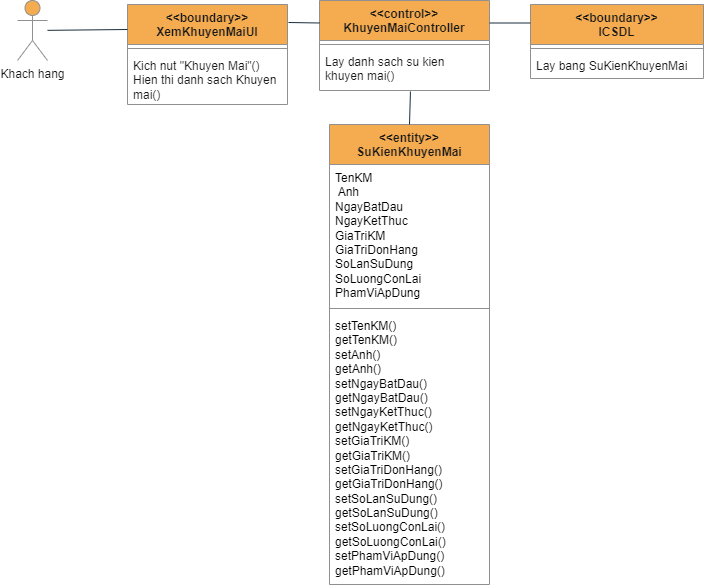 Khach hang
<<boundary>>
XemKhuyenMaiUI
Kich nut "Khuyen Mai"()
Hien thi danh sach Khuyen
mai()
<<control>>
KhuyenMaiController
Lay danh sach su kien
khuyen mai()
<<boundary>>
ICSDL
Lay bang SuKienKhuyenMai
<<entity>>
SuKienKhuyenMai
TenKM
Anh
NgayBatDau
NgayKetThuc
GiaTriKM
GiaTriDonHang
SoLanSuDung
SoLuongConLai
PhamViApDung
setTenKM()
getTenKM()
setAnh()
getAnh()
setNgayBatDau()
getNgayBatDau()
setNgayKetThuc()
getNgayKetThuc()
setGiaTriKM()
getGiaTriKM()
setGiaTriDonHang()
getGiaTriDonHang()
setSoLanSuDung()
getSoLanSuDung()
setSoLuongConLai()
getSoLuongConLai()
setPhamViApDung()
getPhamViApDung()